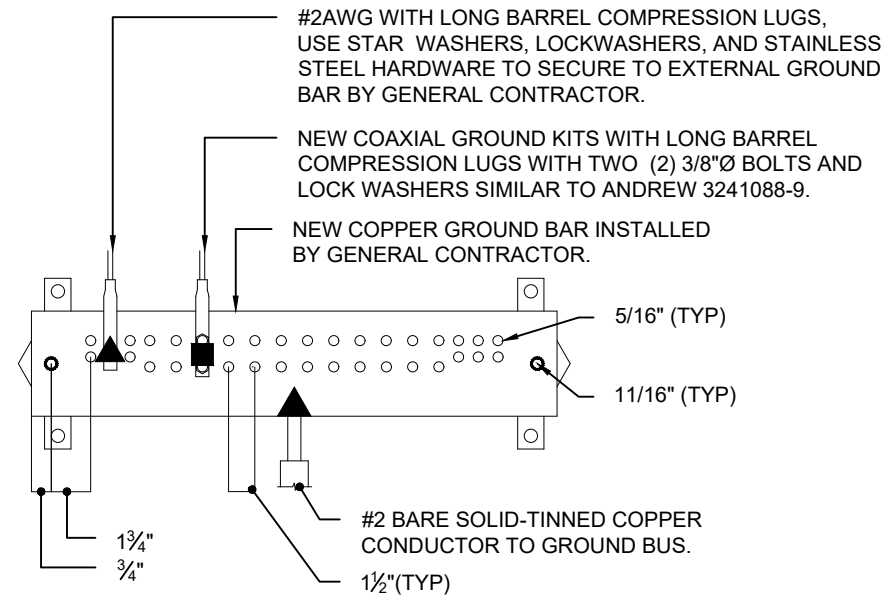 #2AWG WITH LONG BARREL COMPRESSION LUGS,
USE STAR WASHERS, LOCKWASHERS, AND STAINLESS
STEEL HARDWARE TO SECURE TO EXTERNAL GROUND
BAR BY GENERAL CONTRACTOR.
NEW COAXIAL GROUND KITS WITH LONG BARREL
COMPRESSION LUGS WITH TWO (2) 3/8"Ø BOLTS AND
LOCK WASHERS SIMILAR TO ANDREW 3241088-9.
NEW COPPER GROUND BAR INSTALLED
BY GENERAL CONTRACTOR.
5/16" (TYP)
11/16" (TYP)
#2 BARE SOLID-TINNED COPPER
CONDUCTOR TO GROUND BUS.
1¾"
¾"
1½"(TYP)